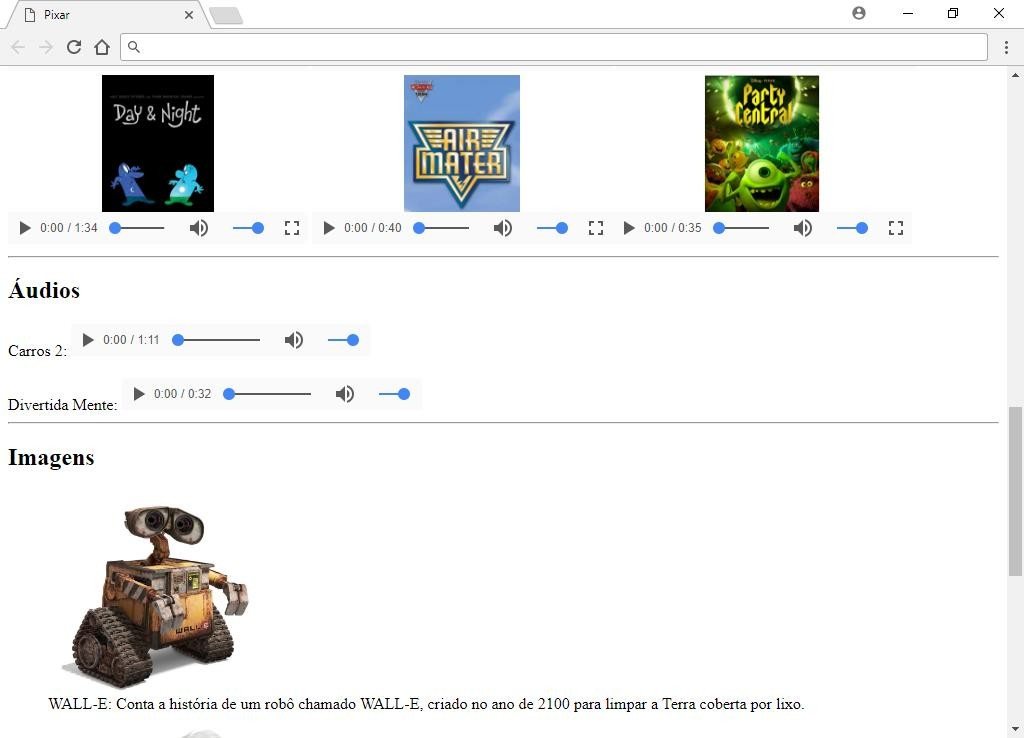 Pixar
Day & Night
AIR
MATER
Party
Central
0:00 / 1:34
0:00 / 0:40
0:00 / 0:35
Áudios
Carros 2:
0:00 / 1:11
Divertida Mente:
0:00 / 0:32
Imagens
WALL·E
WALL-E: Conta a história de um robô chamado WALL-E, criado no ano de 2100 para limpar a Terra coberta por lixo.